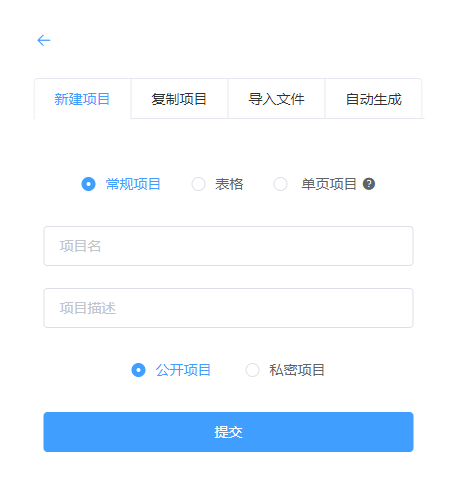 新建项目 复制项目 导入文件 自动生成
常规项目 表格 单页项目 ?
项目名
项目描述
公开项目 私密项目
提交